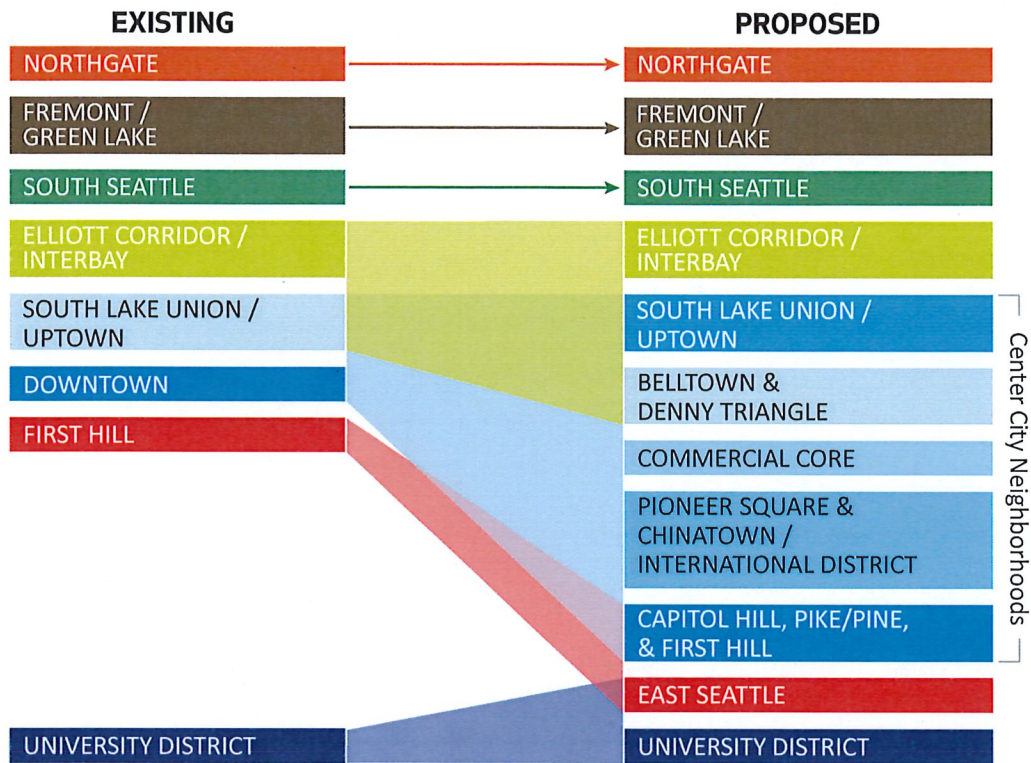 EXISTING
NORTHGATE
FREMONT /
GREEN LAKE
SOUTH SEATTLE
ELLIOTT CORRIDOR /
INTERBAY
SOUTH LAKE UNION /
UPTOWN
DOWNTOWN
FIRST HILL
UNIVERSITY DISTRICT
PROPOSED
NORTHGATE
FREMONT /
GREEN LAKE
SOUTH SEATTLE
ELLIOTT CORRIDOR /
INTERBAY
SOUTH LAKE UNION /
UPTOWN
BELLTOWN &
DENNY TRIANGLE
COMMERCIAL CORE
PIONEER SQUARE &
CHINATOWN /
INTERNATIONAL DISTRICT
CAPITOL HILL, PIKE/PINE,
& FIRST HILL
EAST SEATTLE
UNIVERSITY DISTRICT
Center City Neighborhoods